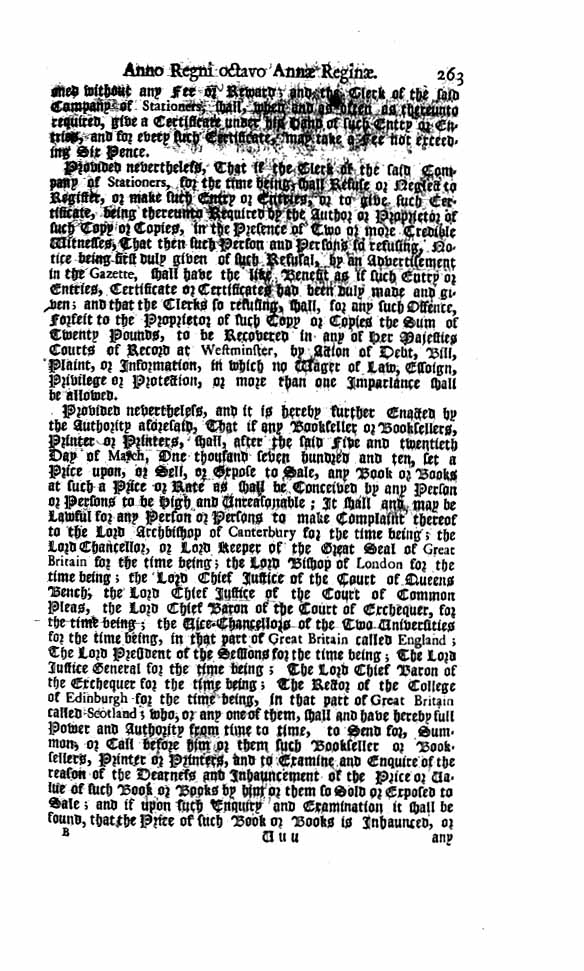 Anno Regni octavo Annæ Reginæ. 263
without any Fee or Reward; and the Clerk of the said
Company of Stationers, shall, when and as often as thereunto
required, give a Certificate under his Hand of such Entry or En-
tries, and for every such Certificate, may take a Fee not exceed-
ing Six Pence.
Provided nevertheless, That if the Clerk of the said Com-
pany of Stationers, for the time being, shall Refuse or Neglect to
Register, or make such Entry or Entries, or to give such Cer-
tificate, being thereunto Required by the Author or Proprietor of
such Copy or Copies, in the Presence of Two or more Credible
Witnesses, That then such Person and Persons so refusing, No-
tice being first duly given of such Refusal, by an Advertisement
in the Gazette, shall have the like Benefit as if such Entry or
Entries, Certificate or Certificates had been duly made and gi-
ven; and that the Clerks so refusing, shall, for any such Offence,
Forfeit to the Proprietor of such Copy or Copies the Sum of
Twenty Pounds, to be Recovered in any of Her Majesties
Courts of Record at Westminster, by Action of Debt, Bill,
Plaint, or Information, in which no Wager of Law, Essoign,
Privilege or Protection, or more than one Imparlance shall
be allowed.
Provided nevertheless, and it is hereby further Enacted by
the Authority aforesaid, That if any Bookseller or Booksellers,
Printer or Printers, shall, after the said Five and twentieth
Day of March, One thousand seven hundred and ten, set a
Price upon, or Sell, or Expose to Sale, any Book or Books
at such a Price or Rate as shall be Conceived by any Person
or Persons to be High and Unreasonable; It shall and may be
Lawful for any Person or Persons to make Complaint thereof
to the Lord Archbishop of Canterbury for the time being; the
Lord Chancellor, or Lord Keeper of the Great Seal of Great
Britain for the time being; the Lord Bishop of London for the
time being; the Lord Chief Justice of the Court of Queens
Bench, the Lord Chief Justice of the Court of Common
Pleas, the Lord Chief Baron of the Court of Exchequer, for
the time being; the Vice-Chancellors of the Two Universities
for the time being, in that part of Great Britain called England;
The Lord President of the Sessions for the time being; The Lord
Justice General for the time being; The Lord Chief Baron of
the Exchequer for the time being; The Rector of the College
of Edinburgh for the time being, in that part of Great Britain
called Scotland; who, or any one of them, shall and have hereby full
Power and Authority from time to time, to Send for, Sum-
mon, or Call before him or them such Bookseller or Book-
sellers, Printer or Printers, and to Examine and Enquire of the
reason of the Dearness and Inhauncement of the Price or Va-
lue of such Book or Books by him or them so Sold or Exposed to
Sale; and if upon such Enquiry and Examination it shall be
found, that the Price of such Book or Books is Inhaunced, or
B Uuu any